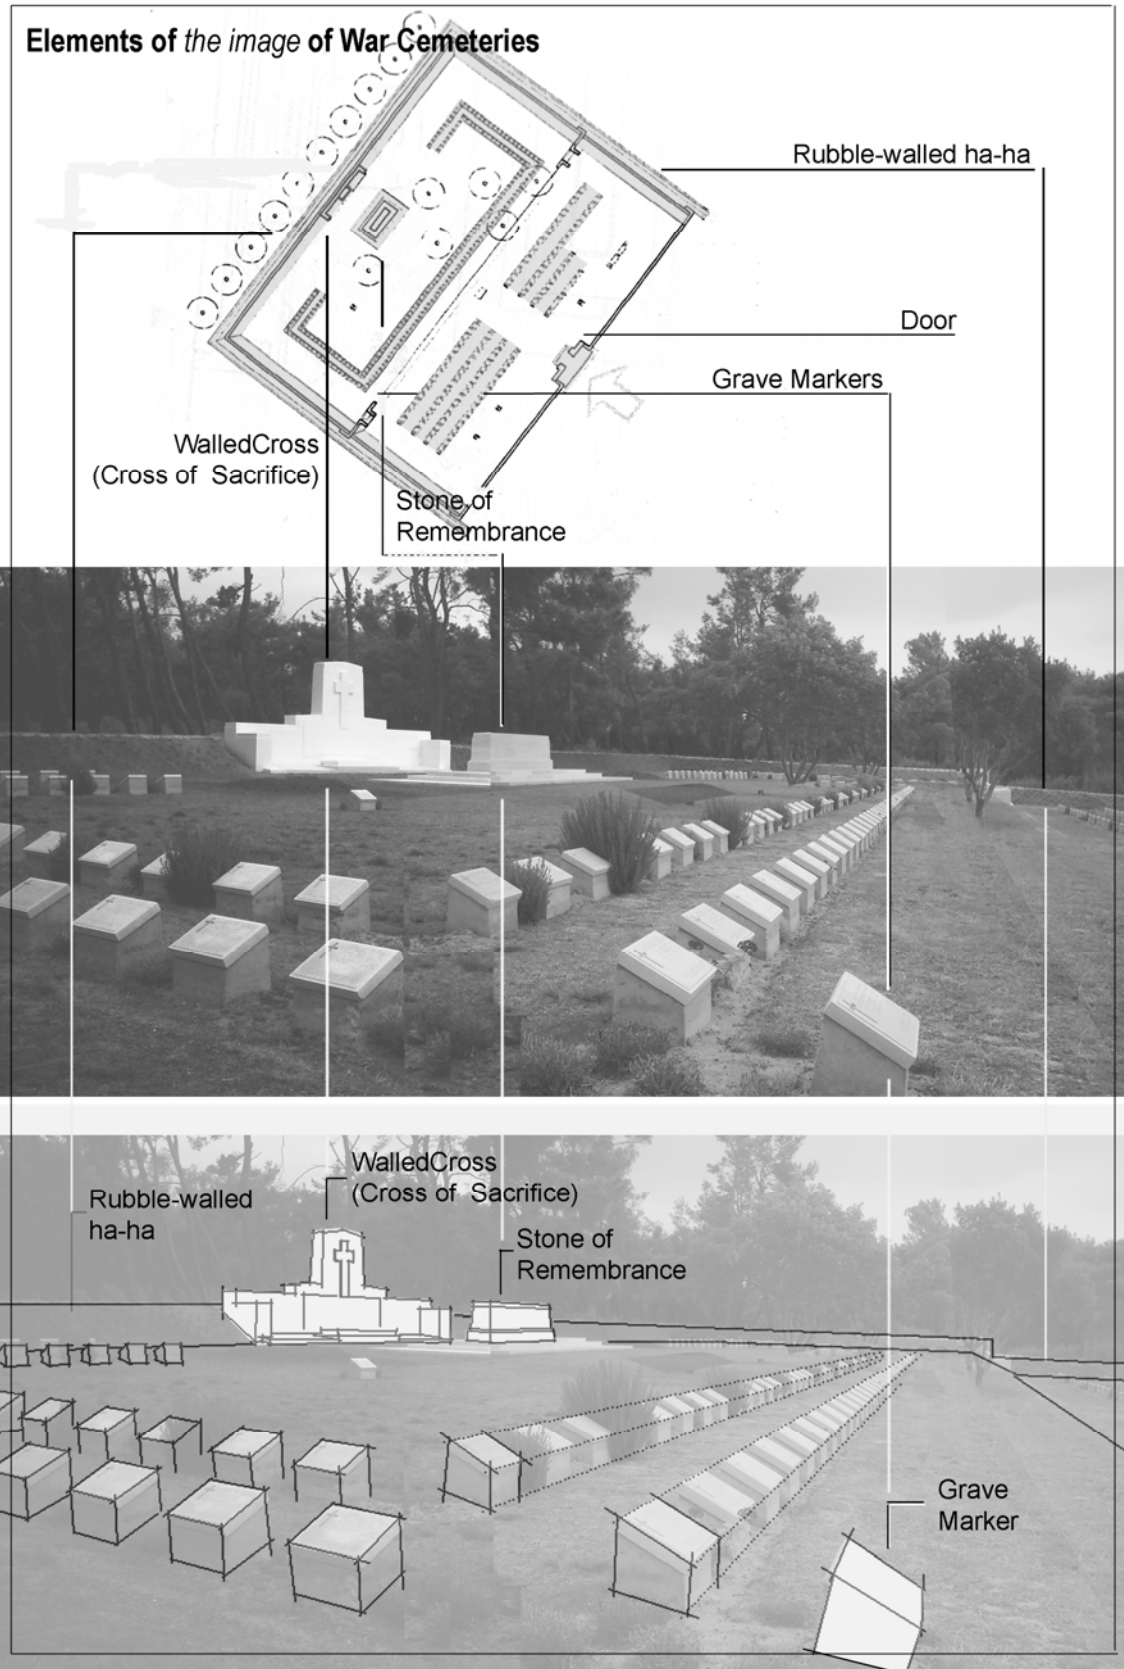 Elements of the image of War Cemeteries
Rubble-walled ha-ha
Door
Grave Markers
WalledCross
(Cross of Sacrifice)
Stone of
Remembrance
WalledCross
(Cross of Sacrifice)
Rubble-walled
ha-ha
Stone of
Remembrance
Grave
Marker